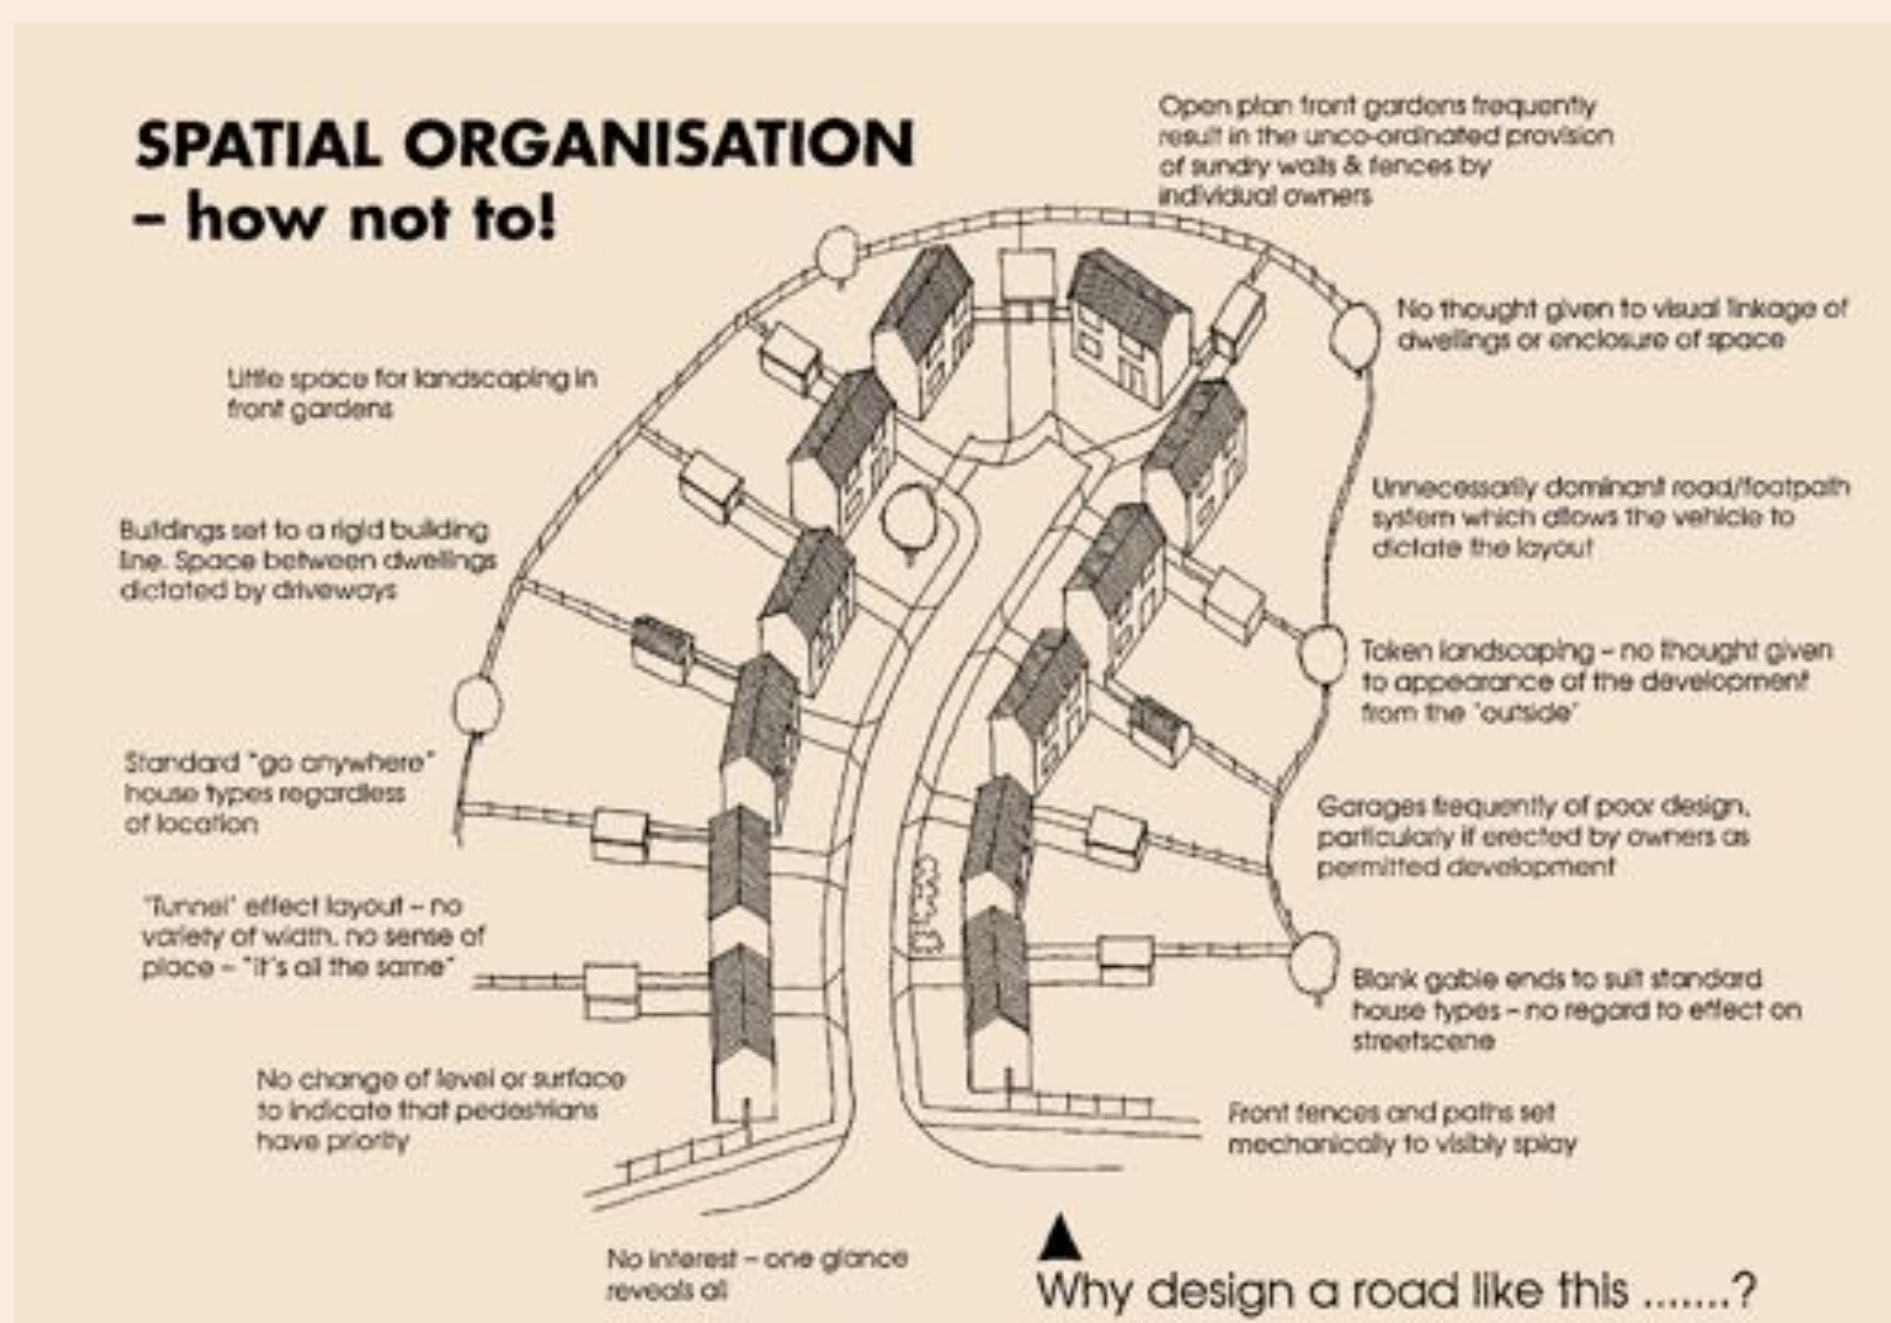 SPATIAL ORGANISATION
– how not to!
Open plan front gardens frequently
result in the unco-ordinated provision
of sundry walls & fences by
individual owners
No thought given to visual linkage of
dwellings or enclosure of space
Little space for landscaping in
front gardens
Unnecessarily dominant road/footpath
system which allows the vehicle to
dictate the layout
Buildings set to a rigid building
line. Space between dwellings
dictated by driveways
Token landscaping – no thought given
to appearance of the development
from the 'outside'
Standard "go anywhere"
house types regardless
of location
Garages frequently of poor design,
particularly if erected by owners as
permitted development
'Tunnel' effect layout – no
variety of width, no sense of
place – "it's all the same"
Blank gable ends to suit standard
house types – no regard to effect on
streetscene
No change of level or surface
to indicate that pedestrians
have priority
Front fences and paths set
mechanically to visibly splay
No interest – one glance
reveals all
Why design a road like this .......?